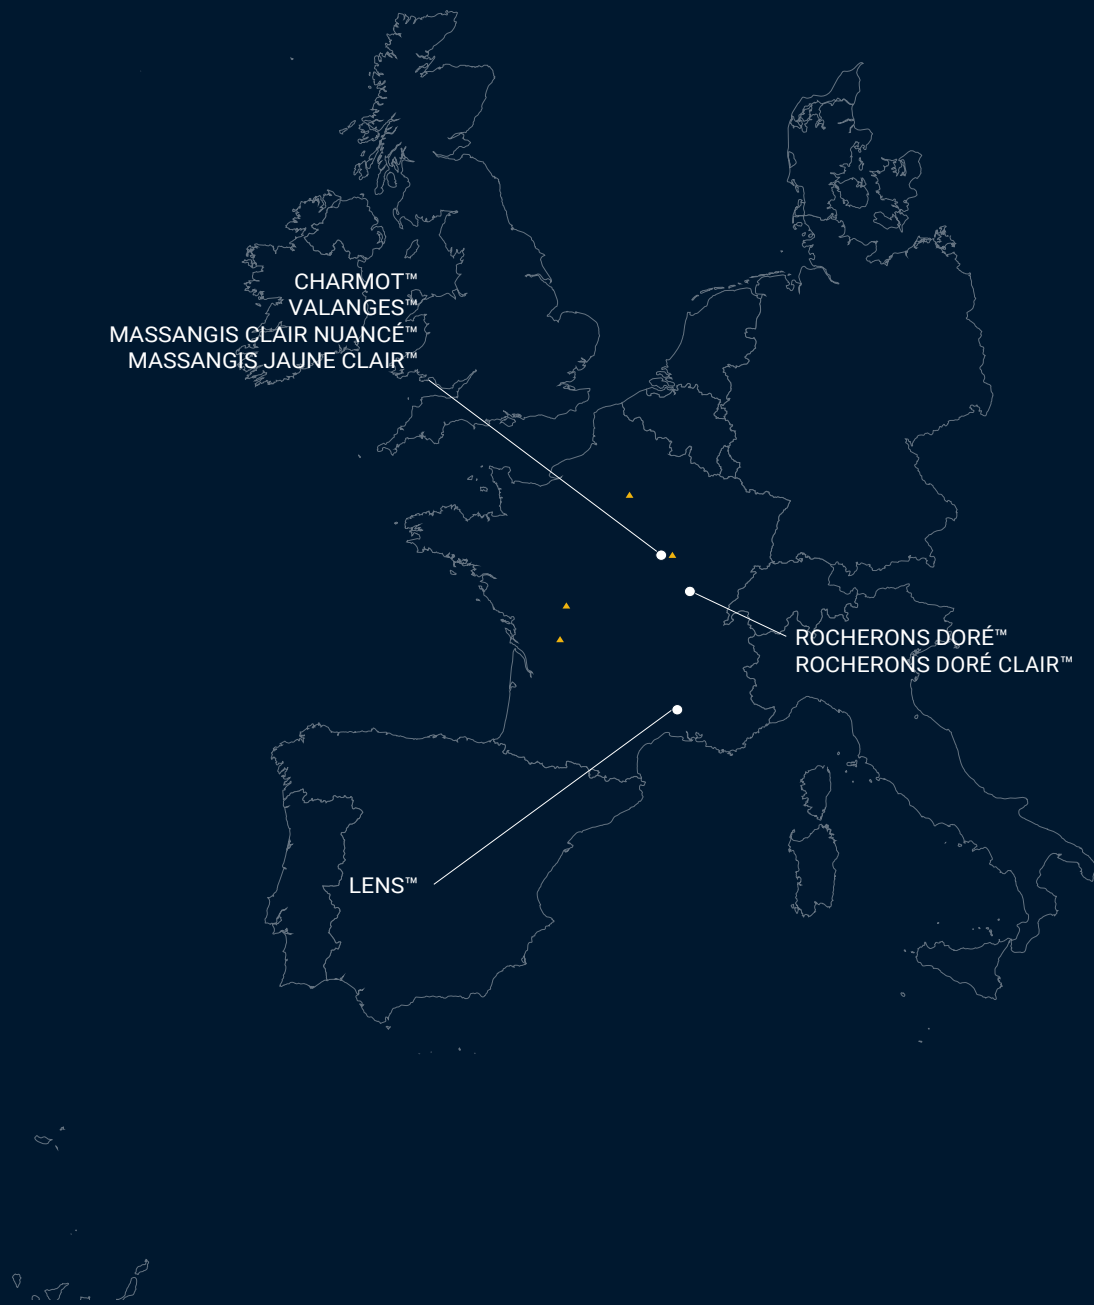 CHARMOT™
VALANGES™
MASSANGIS CLAIR NUANCÉ™
MASSANGIS JAUNE CLAIR™
ROCHERONS DORÉ™
ROCHERONS DORÉ CLAIR™
LENS™